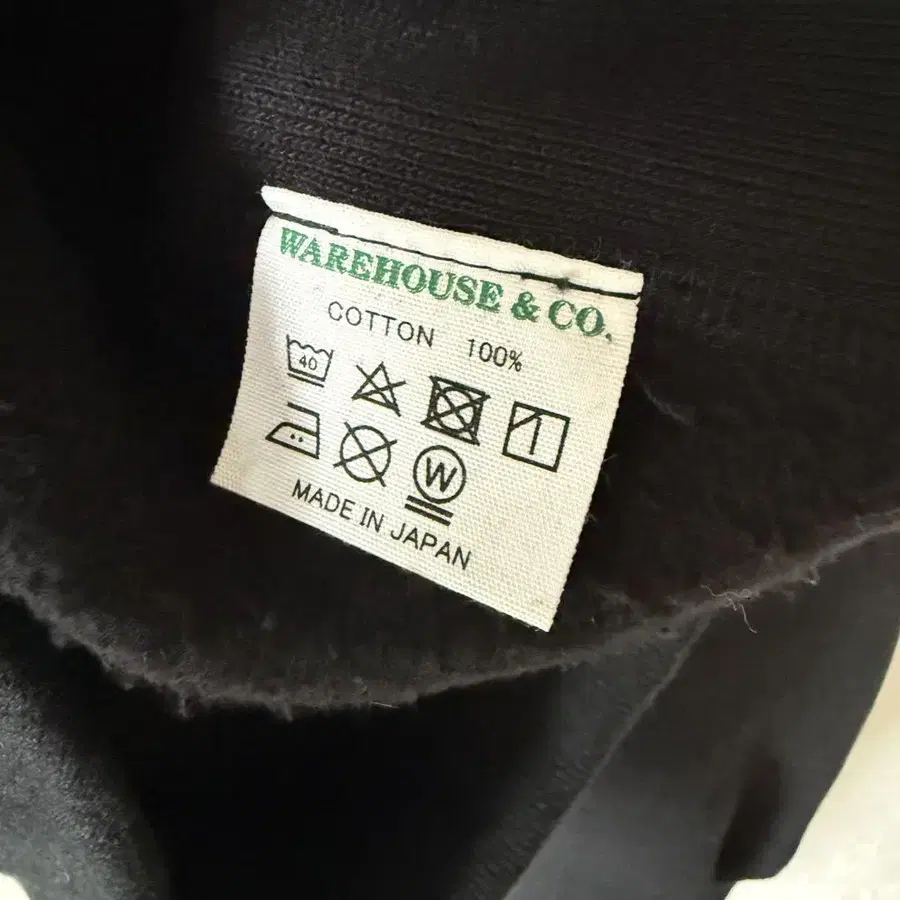 WAREHOUSE & CO.
COTTON 100%
40
W
MADE IN JAPAN